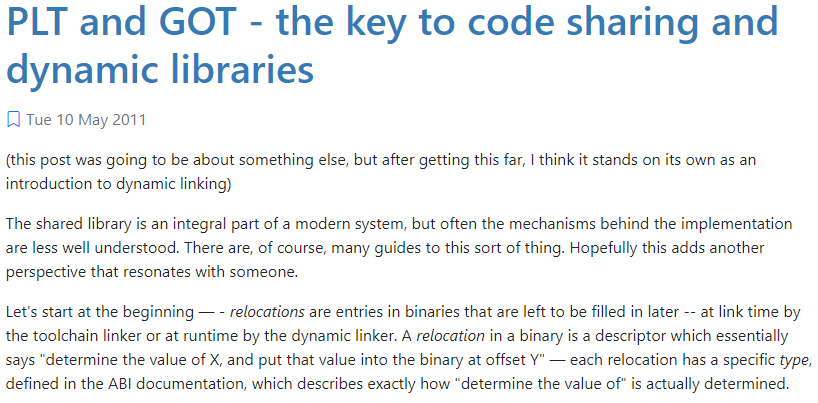 PLT and GOT - the key to code sharing and
dynamic libraries
Tue 10 May 2011
(this post was going to be about something else, but after getting this far, I think it stands on its own as an
introduction to dynamic linking)
The shared library is an integral part of a modern system, but often the mechanisms behind the implementation
are less well understood. There are, of course, many guides to this sort of thing. Hopefully this adds another
perspective that resonates with someone.
Let's start at the beginning — - relocations are entries in binaries that are left to be filled in later -- at link time by
the toolchain linker or at runtime by the dynamic linker. A relocation in a binary is a descriptor which essentially
says "determine the value of X, and put that value into the binary at offset Y" — each relocation has a specific type,
defined in the ABI documentation, which describes exactly how "determine the value of" is actually determined.